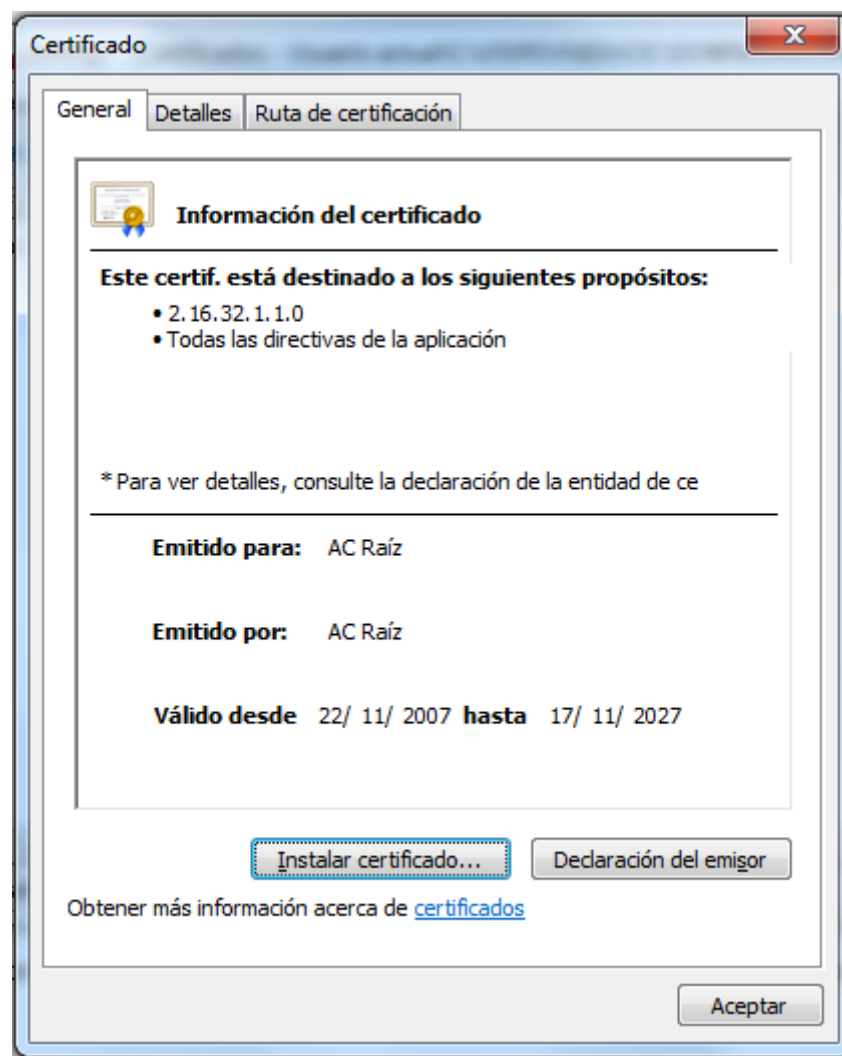 Certificado
General Detalles Ruta de certificación
Información del certificado
Este certif. está destinado a los siguientes propósitos:
• 2.16.32.1.1.0
• Todas las directivas de la aplicación
* Para ver detalles, consulte la declaración de la entidad de ce
Emitido para: AC Raíz
Emitido por: AC Raíz
Válido desde 22/ 11/ 2007 hasta 17/ 11/ 2027
Instalar certificado... Declaración del emisor
Obtener más información acerca de certificados
Aceptar